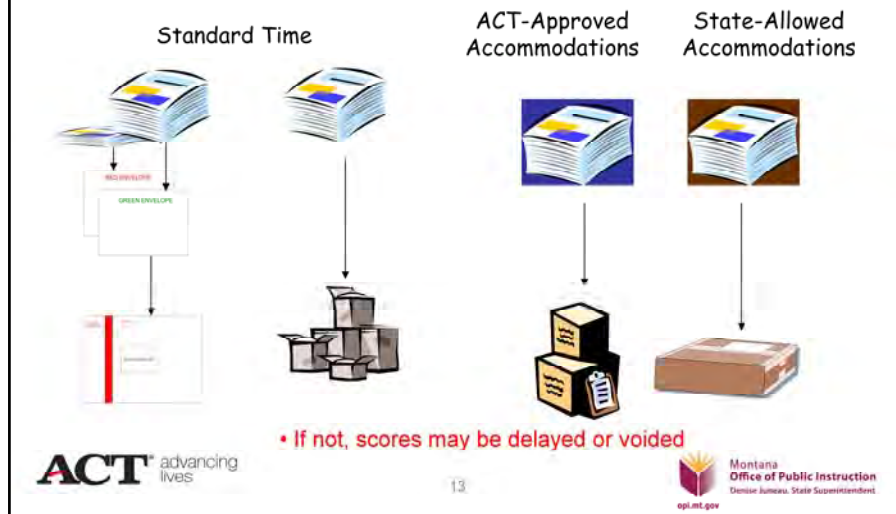 Standard Time
ACT-Approved
Accommodations
State-Allowed
Accommodations
RED ENVELOPE
GREEN ENVELOPE
• If not, scores may be delayed or voided
ACT® advancing
lives
13
Montana
Office of Public Instruction
Denise Juneau, State Superintendent
opi.mt.gov